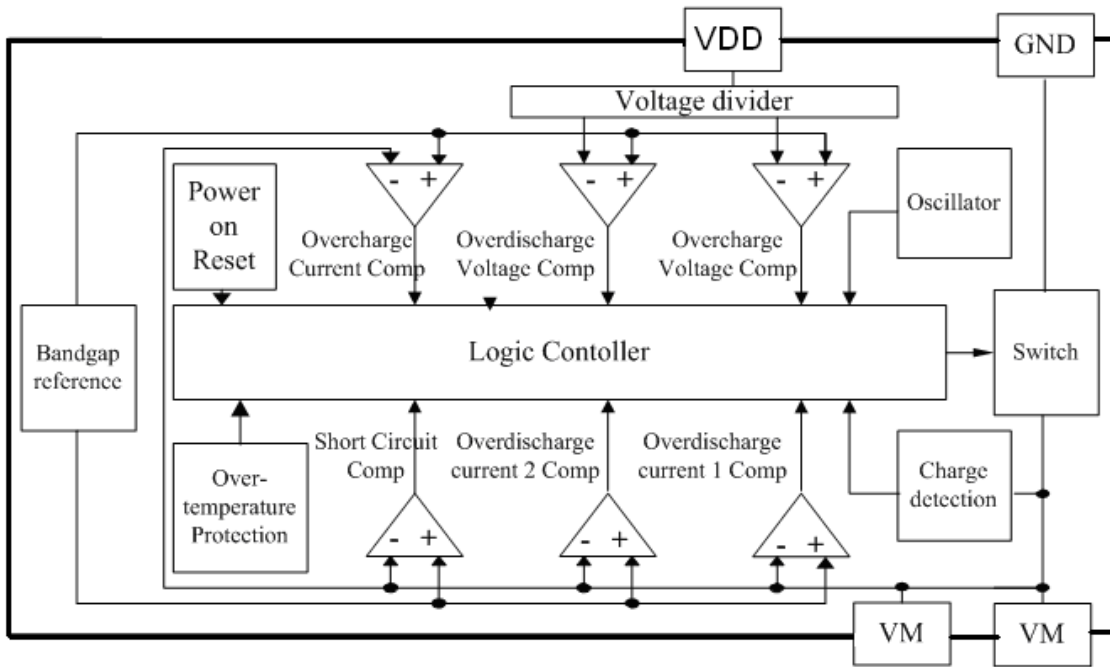 VDD
GND
Voltage divider
-
+
-
+
-
+
Power
on
Reset
Overcharge
Current Comp
Overdischarge
Voltage Comp
Overcharge
Voltage Comp
Oscillator
Bandgap
reference
Logic Contoller
Switch
Over-
temperature
Protection
Short Circuit
Comp
Overdischarge
current 2 Comp
Overdischarge
current 1 Comp
Charge
detection
-
+
-
+
-
+
VM
VM